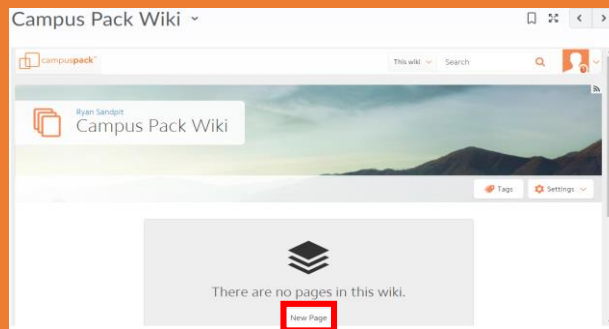 Campus Pack Wiki
campuspack
This wiki
Search
Ryan Sandpit
Campus Pack Wiki
Tags
Settings
There are no pages in this wiki.
New Page